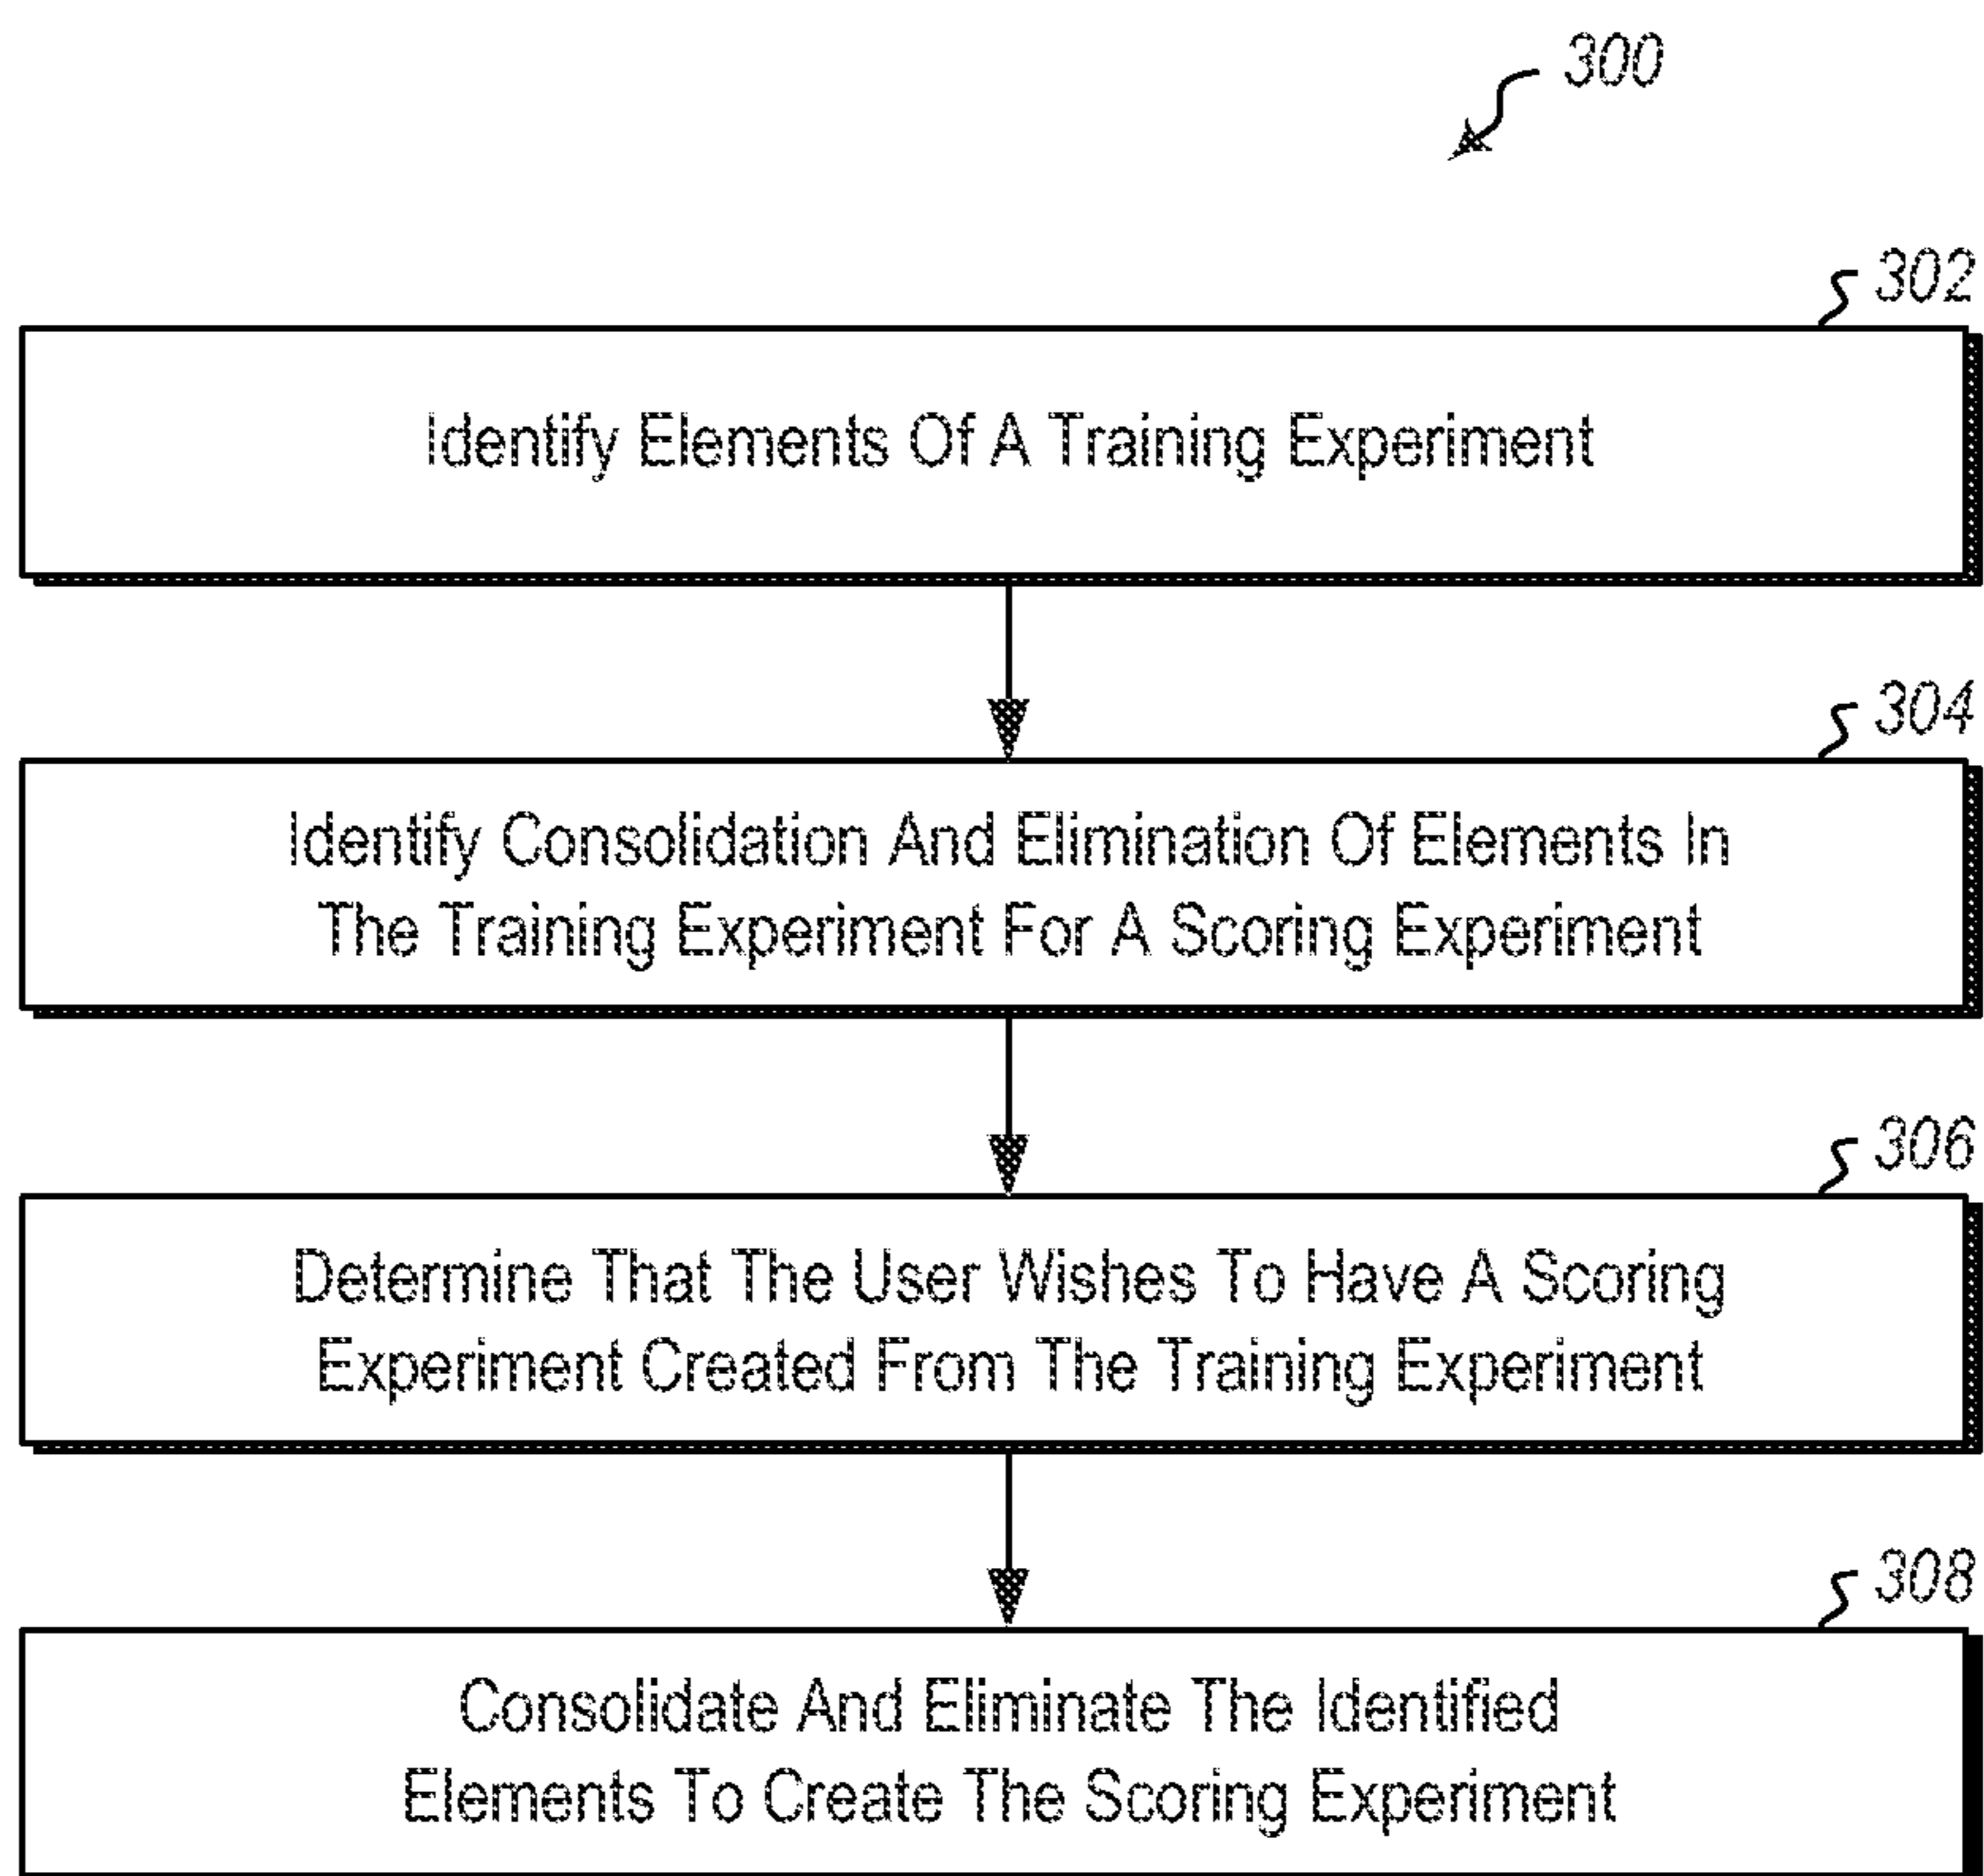 300
302
Identify Elements Of A Training Experiment
304
Identify Consolidation And Elimination Of Elements In
The Training Experiment For A Scoring Experiment
306
Determine That The User Wishes To Have A Scoring
Experiment Created From The Training Experiment
308
Consolidate And Eliminate The Identified
Elements To Create The Scoring Experiment